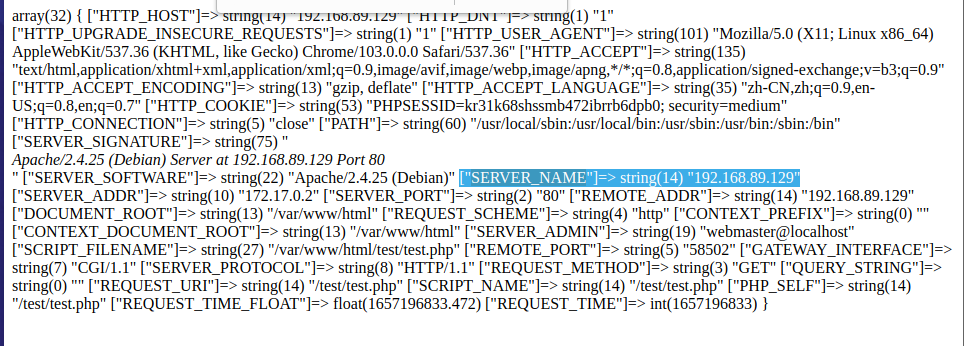 array(32) { ["HTTP_HOST"]=> string(14) "192.168.89.129" ["HTTP_DNT"]=> string(1) "1"
["HTTP_UPGRADE_INSECURE_REQUESTS"]=> string(1) "1" ["HTTP_USER_AGENT"]=> string(101) "Mozilla/5.0 (X11; Linux x86_64)
AppleWebKit/537.36 (KHTML, like Gecko) Chrome/103.0.0.0 Safari/537.36" ["HTTP_ACCEPT"]=> string(135)
"text/html,application/xhtml+xml,application/xml;q=0.9,image/avif,image/webp,image/apng,*/*;q=0.8,application/signed-exchange;v=b3;q=0.9"
["HTTP_ACCEPT_ENCODING"]=> string(13) "gzip, deflate" ["HTTP_ACCEPT_LANGUAGE"]=> string(35) "zh-CN,zh;q=0.9,en-
US;q=0.8,en;q=0.7" ["HTTP_COOKIE"]=> string(53) "PHPSESSID=kr31k68shssmb472ibrrb6dpb0; security=medium"
["HTTP_CONNECTION"]=> string(5) "close" ["PATH"]=> string(60) "/usr/local/sbin:/usr/local/bin:/usr/sbin:/usr/bin:/sbin:/bin"
["SERVER_SIGNATURE"]=> string(75) "
Apache/2.4.25 (Debian) Server at 192.168.89.129 Port 80
" ["SERVER_SOFTWARE"]=> string(22) "Apache/2.4.25 (Debian)" ["SERVER_NAME"]=> string(14) "192.168.89.129"
["SERVER_ADDR"]=> string(10) "172.17.0.2" ["SERVER_PORT"]=> string(2) "80" ["REMOTE_ADDR"]=> string(14) "192.168.89.129"
["DOCUMENT_ROOT"]=> string(13) "/var/www/html" ["REQUEST_SCHEME"]=> string(4) "http" ["CONTEXT_PREFIX"]=> string(0) ""
["CONTEXT_DOCUMENT_ROOT"]=> string(13) "/var/www/html" ["SERVER_ADMIN"]=> string(19) "webmaster@localhost"
["SCRIPT_FILENAME"]=> string(27) "/var/www/html/test/test.php" ["REMOTE_PORT"]=> string(5) "58502" ["GATEWAY_INTERFACE"]=>
string(7) "CGI/1.1" ["SERVER_PROTOCOL"]=> string(8) "HTTP/1.1" ["REQUEST_METHOD"]=> string(3) "GET" ["QUERY_STRING"]=>
string(0) "" ["REQUEST_URI"]=> string(14) "/test/test.php" ["SCRIPT_NAME"]=> string(14) "/test/test.php" ["PHP_SELF"]=> string(14)
"/test/test.php" ["REQUEST_TIME_FLOAT"]=> float(1657196833.472) ["REQUEST_TIME"]=> int(1657196833) }